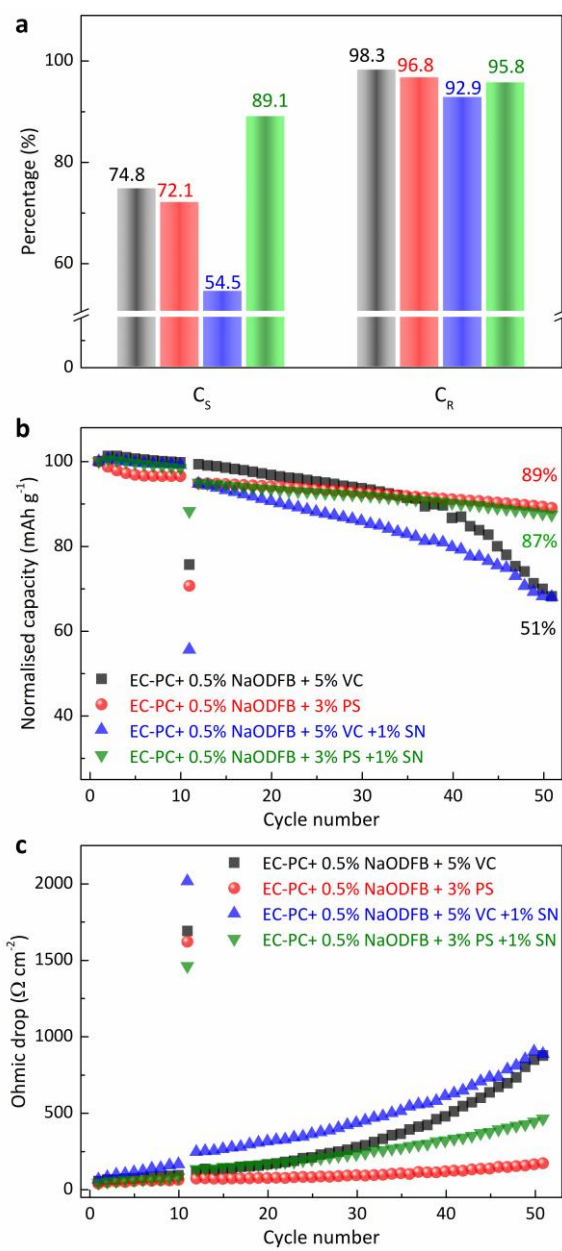 a
100
80
60
0
Percentage (%)
74.8
72.1
54.5
89.1
98.3
96.8
92.9
95.8
C_S
C_R
b
100
80
60
40
Normalised capacity (mAh g⁻¹)
89%
87%
51%
EC-PC+ 0.5% NaODFB + 5% VC
EC-PC+ 0.5% NaODFB + 3% PS
EC-PC+ 0.5% NaODFB + 5% VC +1% SN
EC-PC+ 0.5% NaODFB + 3% PS +1% SN
0 10 20 30 40 50
Cycle number
c
2000
1500
1000
500
0
Ohmic drop (Ω cm⁻²)
EC-PC+ 0.5% NaODFB + 5% VC
EC-PC+ 0.5% NaODFB + 3% PS
EC-PC+ 0.5% NaODFB + 5% VC +1% SN
EC-PC+ 0.5% NaODFB + 3% PS +1% SN
0 10 20 30 40 50
Cycle number